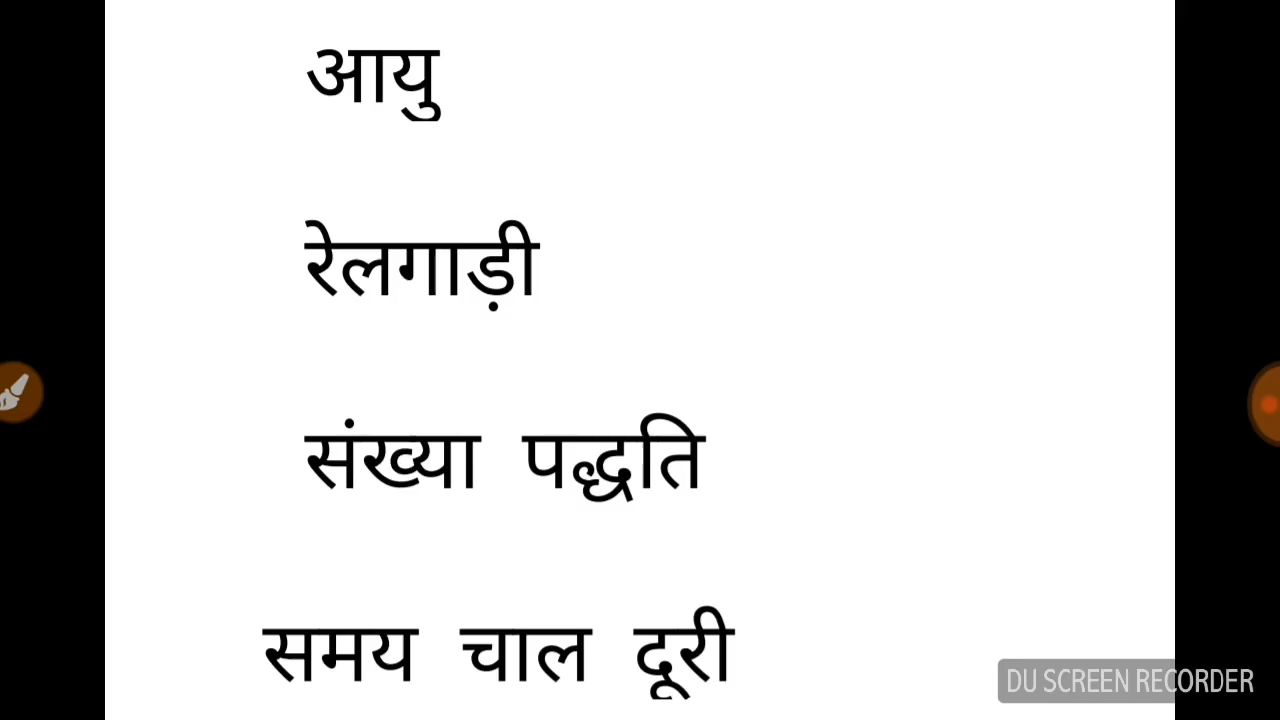 आयु
रेलगाड़ी
संख्या पद्धति
समय चाल दूरी
DU SCREEN RECORDER